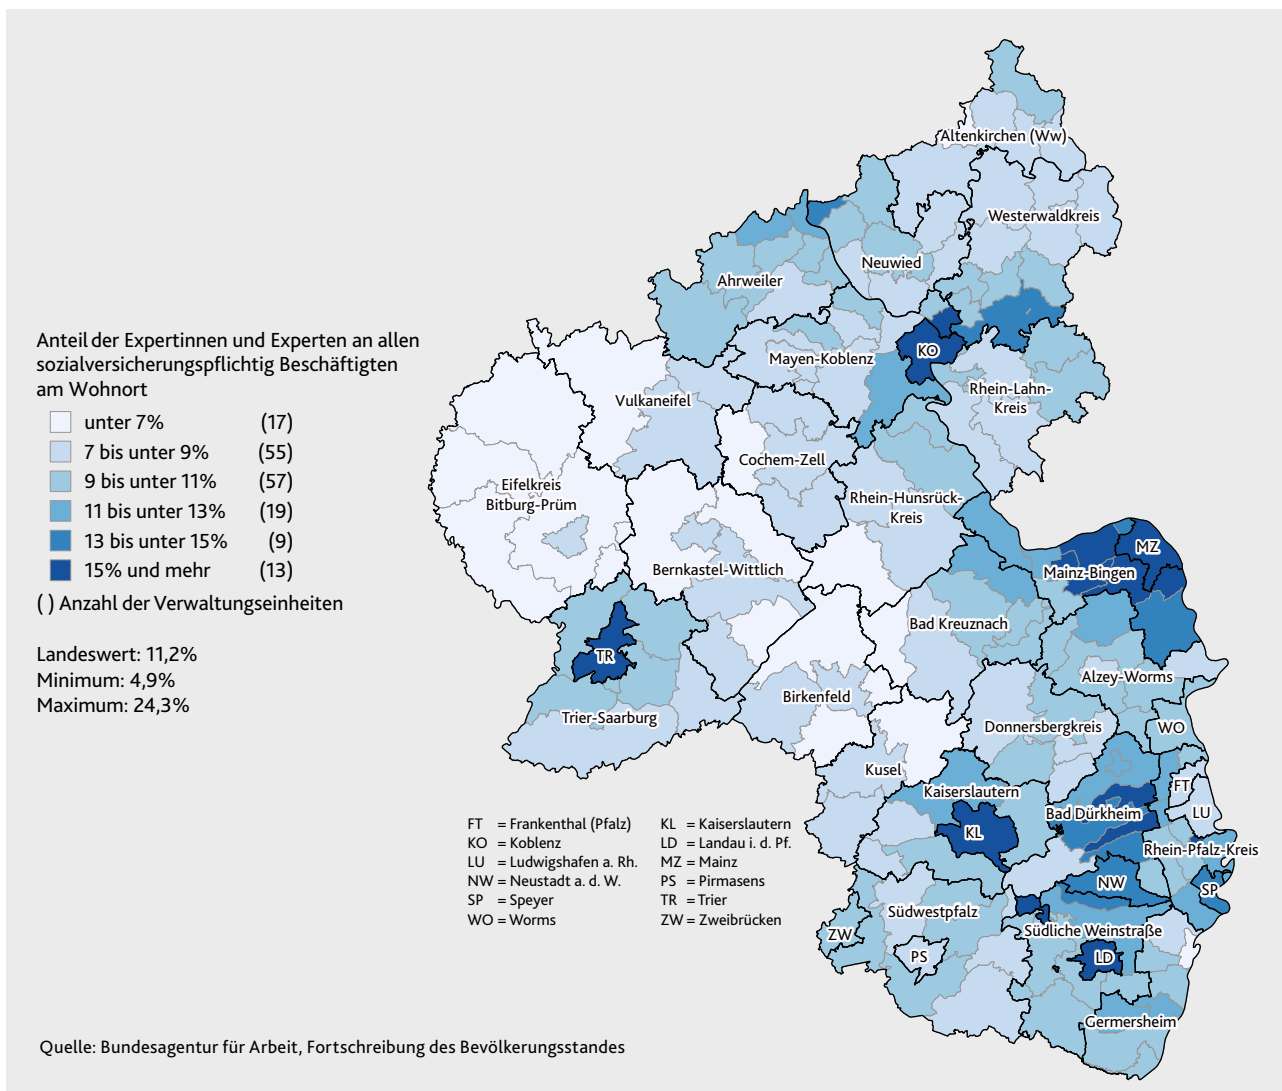 Altenkirchen (Ww)
Westerwaldkreis
Neuwied
Ahrweiler
Mayen-Koblenz
KO
Rhein-Lahn-
Kreis
Vulkaneifel
Cochem-Zell
Eifelkreis
Bitburg-Prüm
Rhein-Hunsrück-
Kreis
Bernkastel-Wittlich
MZ
Mainz-Bingen
Bad Kreuznach
TR
Trier-Saarburg
Birkenfeld
Alzey-Worms
Donnersbergkreis
WO
Kusel
Kaiserslautern
KL
Bad Dürkheim
FT
LU
Rhein-Pfalz-Kreis
NW
SP
Südwestpfalz
ZW
PS
Südliche Weinstraße
LD
Germersheim
Anteil der Expertinnen und Experten an allen
sozialversicherungspflichtig Beschäftigten
am Wohnort
unter 7% (17)
7 bis unter 9% (55)
9 bis unter 11% (57)
11 bis unter 13% (19)
13 bis unter 15% (9)
15% und mehr (13)
( ) Anzahl der Verwaltungseinheiten
Landeswert: 11,2%
Minimum: 4,9%
Maximum: 24,3%
FT = Frankenthal (Pfalz)
KO = Koblenz
LU = Ludwigshafen a. Rh.
NW = Neustadt a. d. W.
SP = Speyer
WO = Worms
KL = Kaiserslautern
LD = Landau i. d. Pf.
MZ = Mainz
PS = Pirmasens
TR = Trier
ZW = Zweibrücken
Quelle: Bundesagentur für Arbeit, Fortschreibung des Bevölkerungsstandes